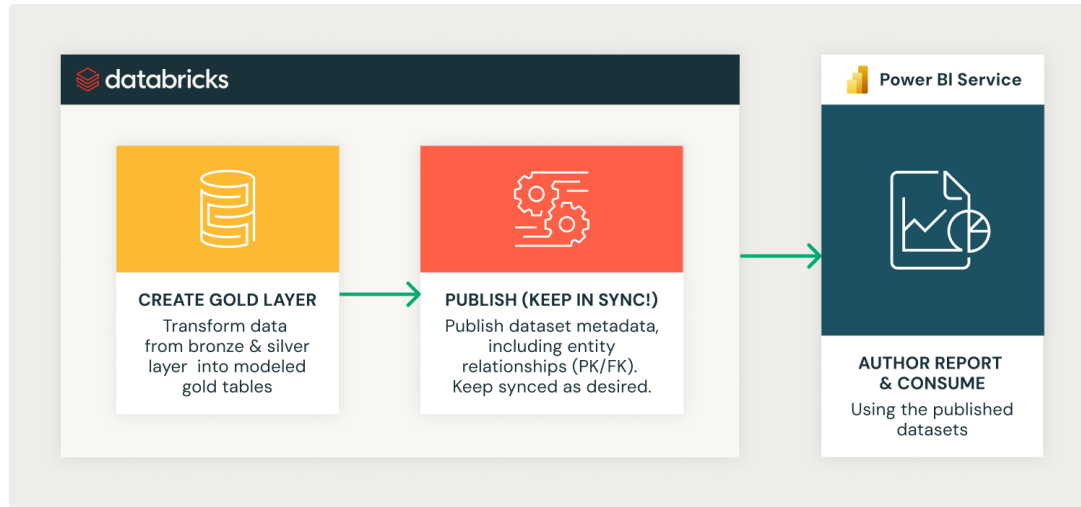 databricks
Power BI Service
CREATE GOLD LAYER
Transform data
from bronze & silver
layer into modeled
gold tables
PUBLISH (KEEP IN SYNC!)
Publish dataset metadata,
including entity
relationships (PK/FK).
Keep synced as desired.
AUTHOR REPORT
& CONSUME
Using the published
datasets